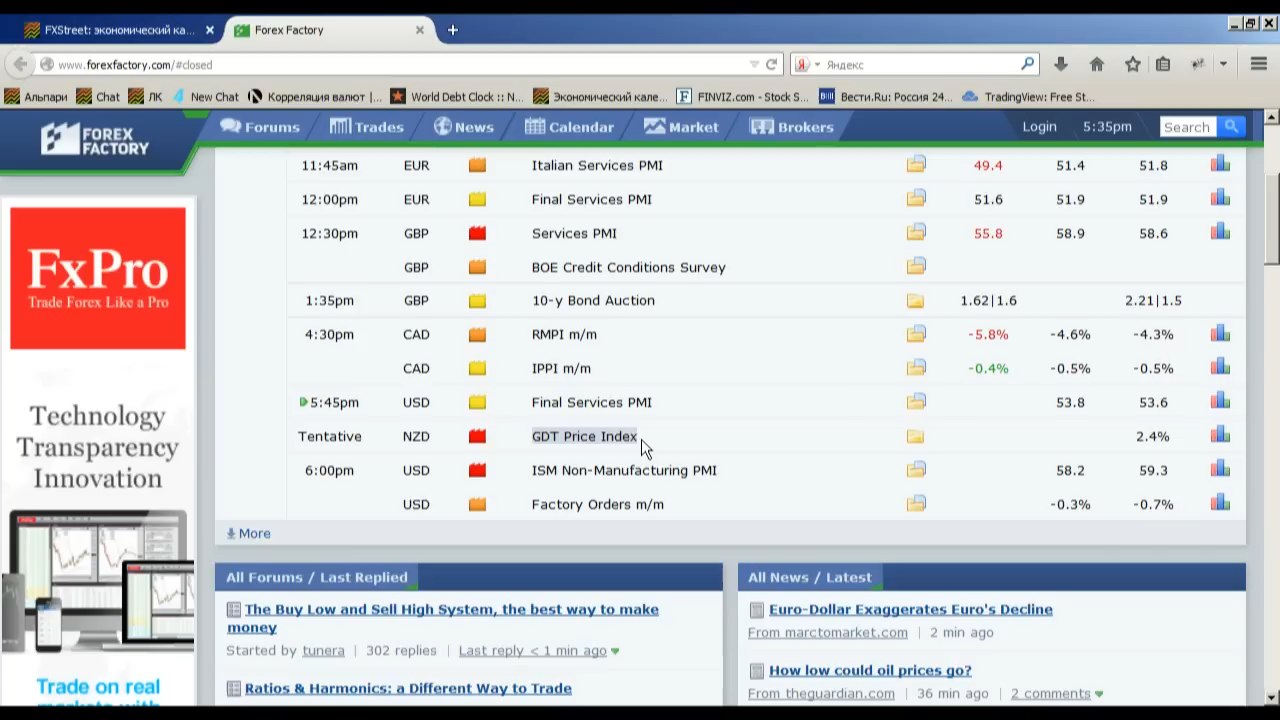 FXStreet: экономический ка...
Forex Factory
www.forexfactory.com/#closed
Яндекс
Альпари
Chat
ЛК
New Chat
Корреляция валют |...
World Debt Clock :: N...
Экономический кале...
FINVIZ.com - Stock S...
Вести.Ru: Россия 24...
TradingView: Free St...
FOREX
FACTORY
Forums
Trades
News
Calendar
Market
Brokers
Login
5:35pm
Search
11:45am EUR Italian Services PMI 49.4 51.4 51.8
12:00pm EUR Final Services PMI 51.6 51.9 51.9
12:30pm GBP Services PMI 55.8 58.9 58.6
GBP BOE Credit Conditions Survey
1:35pm GBP 10-y Bond Auction 1.62|1.6 2.21|1.5
4:30pm CAD RMPI m/m -5.8% -4.6% -4.3%
CAD IPPI m/m -0.4% -0.5% -0.5%
5:45pm USD Final Services PMI 53.8 53.6
Tentative NZD GDT Price Index 2.4%
6:00pm USD ISM Non-Manufacturing PMI 58.2 59.3
USD Factory Orders m/m -0.3% -0.7%
More
FxPro
Trade Forex Like a Pro
Technology
Transparency
Innovation
Trade on real
markets with
All Forums / Last Replied
The Buy Low and Sell High System, the best way to make
money
Started by tunera | 302 replies | Last reply < 1 min ago
Ratios & Harmonics: a Different Way to Trade
All News / Latest
Euro-Dollar Exaggerates Euro's Decline
From marctomarket.com | 2 min ago
How low could oil prices go?
From theguardian.com | 36 min ago | 2 comments